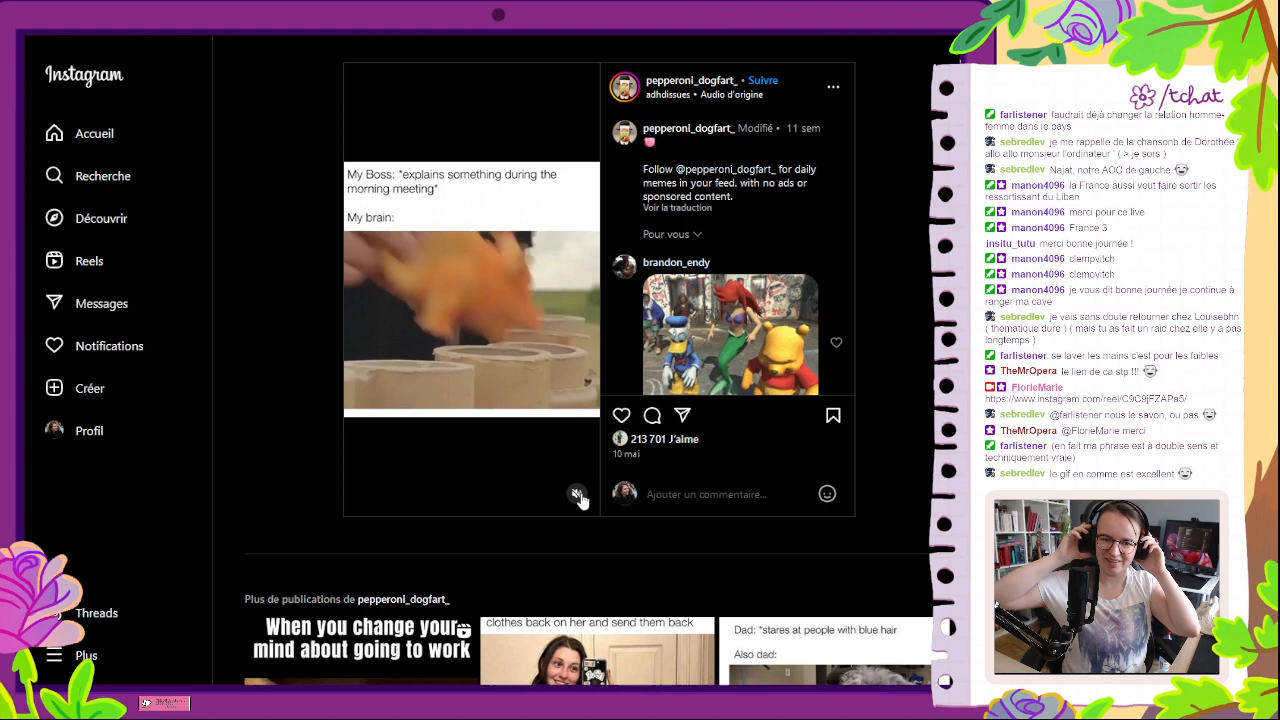 Instagram
Accueil
Recherche
Découvrir
Reels
Messages
Notifications
Créer
Profil
Threads
Plus
My Boss: *explains something during the
morning meeting*
My brain:
pepperoni_dogfart_ • Suivre
adhdissues • Audio d'origine
pepperoni_dogfart_ Modifié • 11 sem
Follow @pepperoni_dogfart_ for daily
memes in your feed. with no ads or
sponsored content.
Voir la traduction
Pour vous
brandon_endy
213 701 J'aime
10 mai
Ajouter un commentaire...
Plus de publications de pepperoni_dogfart_
When you change your
mind about going to work
clothes back on her and send them back
Dad: *stares at people with blue hair
Also dad:
/tchat
farlistener faudrait déjà changer la relation homme-
femme dans le pays
sebredlev je me rappelle de la chansonb de Dorothée "
allo allo monsieur l'ordinateur " ( > je sors )
sebredlev Najat, notre AOC de gauche
manon4096 la France aussi veut faire sortir les
ressortissant du Liban
manon4096 merci pour ce live
manon4096 France 3
insitu_tutu merci bonne journée !
manon4096 clempvitch
manon4096 clemovitch
manon4096 je vous dit bonne journée je continue à
ranger ma cave
sebredlev je vais sans doute retourner chez Louisebhn
( thématique dure ) ( mais tu as fait un raid chez elle y a pas
longtemps )
farlistener se laver les mains c'est pour les faibles
TheMrOpera le lien de ca stp !!!
FlorieMarie
https://www.instagram.com/reel/C9C9jFZAPa5/
sebredlev @farlistener nous le savon, ou pas
TheMrOpera @FlorieMarie merci
farlistener (en fait ma phrase est à double sens et
techniquement vraie)
sebredlev le gif en comme est excellent